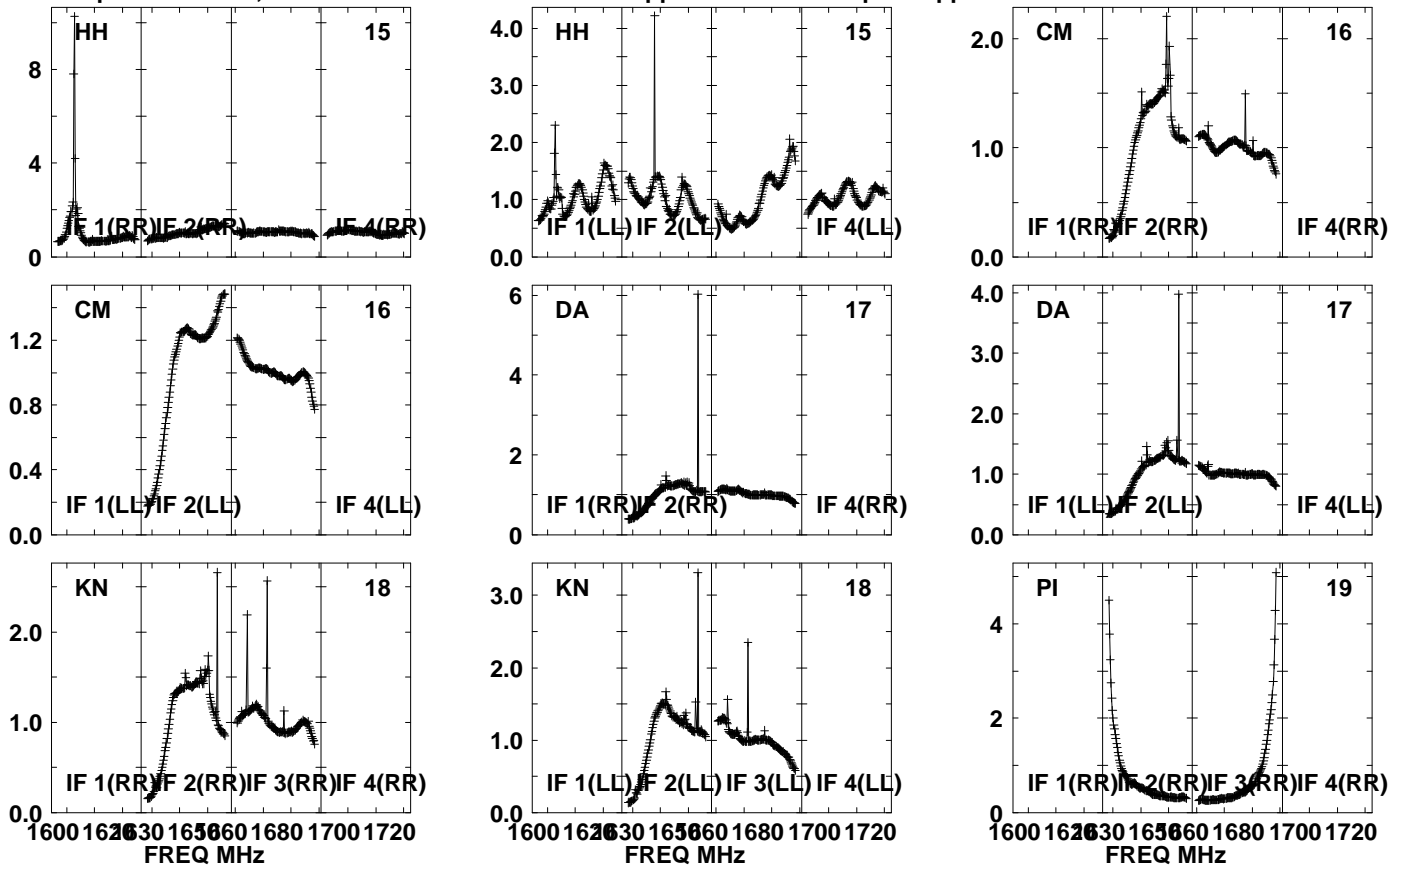 HH 15
8
4
0
IF 1(RR) IF 2(RR) IF 4(RR)
HH 15
4.0
3.0
2.0
1.0
0.0
IF 1(LL) IF 2(LL) IF 4(LL)
CM 16
2.0
1.0
0.0
IF 1(RR) IF 2(RR) IF 4(RR)
CM 16
1.2
0.8
0.4
0.0
IF 1(LL) IF 2(LL) IF 4(LL)
DA 17
6
4
2
0
IF 1(RR) IF 2(RR) IF 4(RR)
DA 17
4.0
3.0
2.0
1.0
0.0
IF 1(LL) IF 2(LL) IF 4(LL)
KN 18
2.0
1.0
0.0
IF 1(RR) IF 2(RR) IF 3(RR) IF 4(RR)
1600 1620 1630 1650 1660 1680 1700 1720
FREQ MHz
KN 18
3.0
2.0
1.0
0.0
IF 1(LL) IF 2(LL) IF 3(LL) IF 4(LL)
1600 1620 1630 1650 1660 1680 1700 1720
PI 19
4
2
0
IF 1(RR) IF 2(RR) IF 3(RR) IF 4(RR)
1600 1620 1630 1650 1660 1680 1700 1720
FREQ MHz